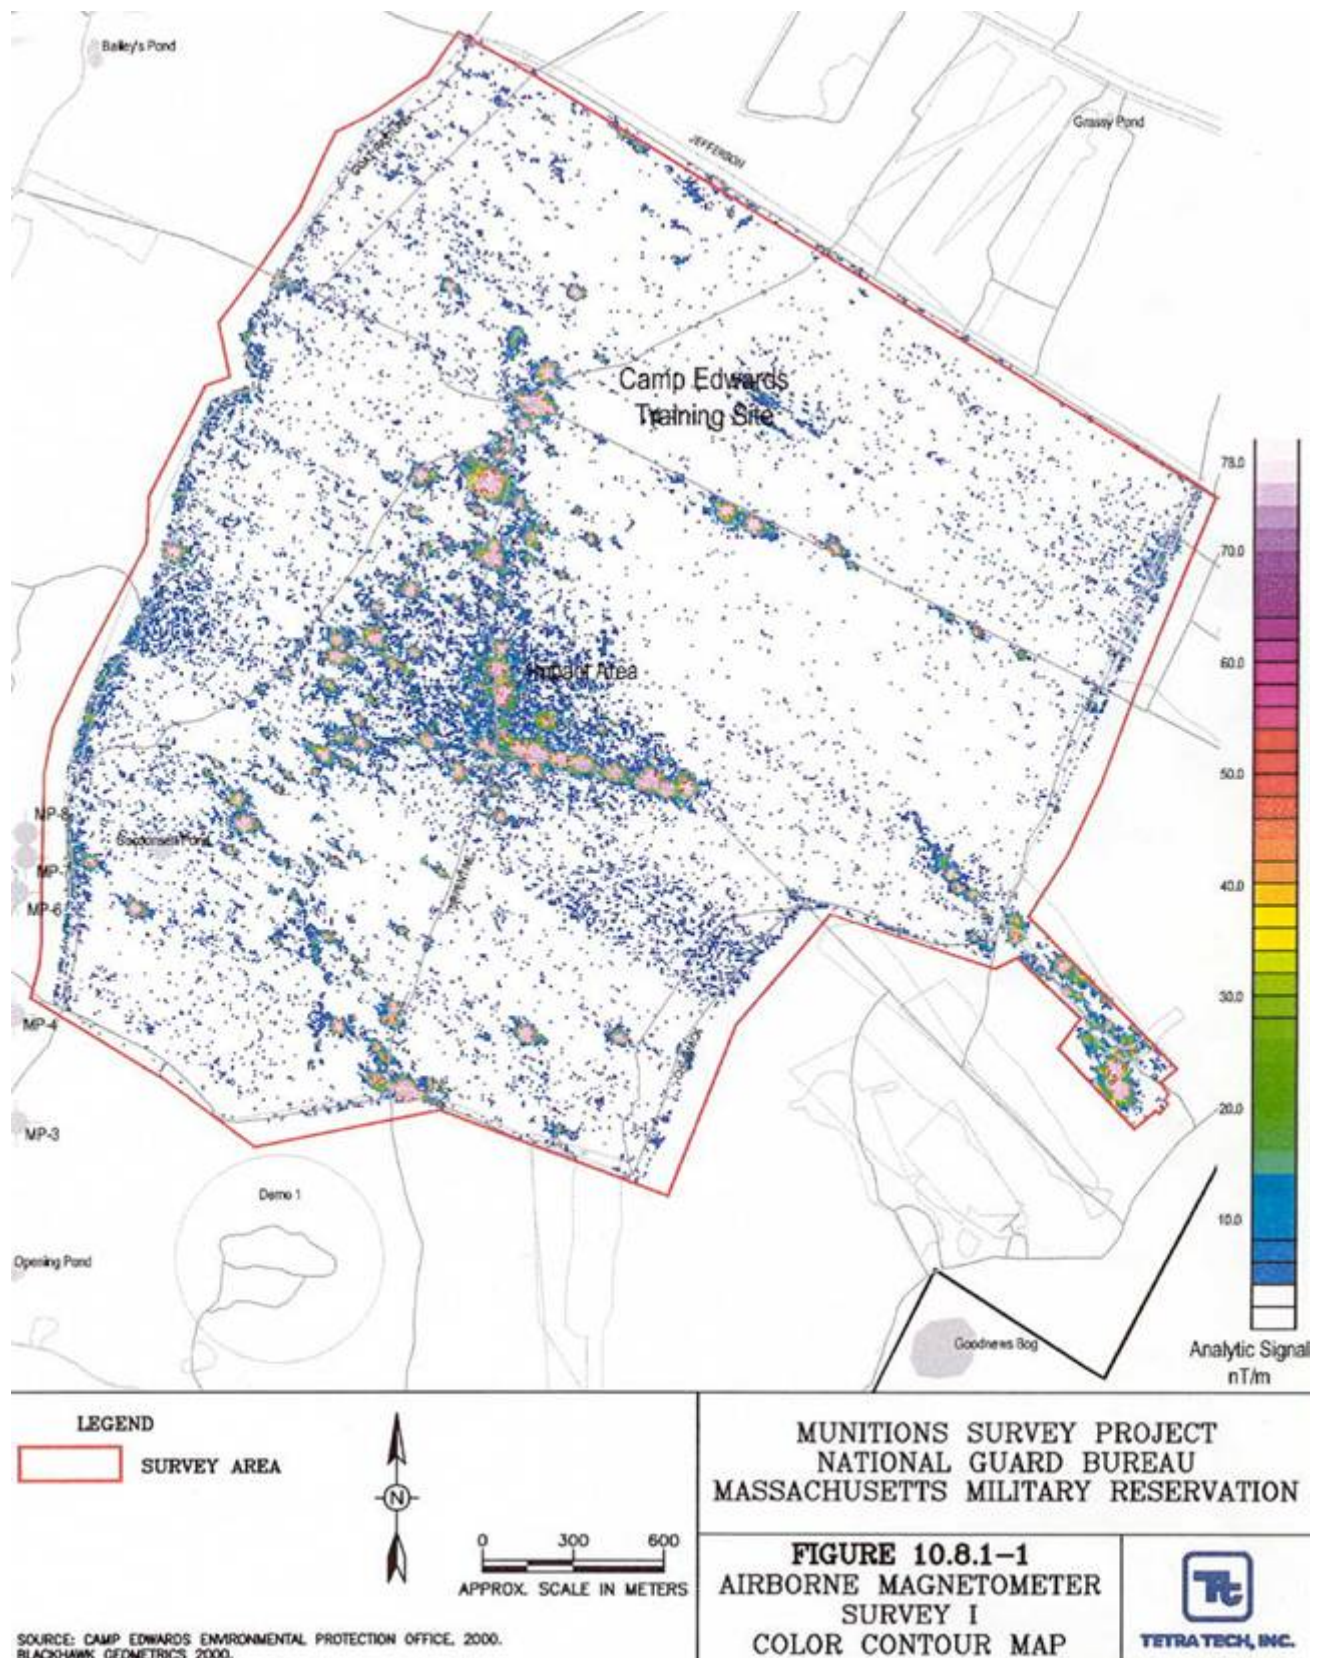 Bailey's Pond
Grassy Pond
JEFFERSON
Camp Edwards
Training Site
78.0
70.0
Impact Area
60.0
50.0
MP-8
MP-7
MP-6
40.0
30.0
MP-4
20.0
MP-3
Demo 1
10.0
Opening Pond
Goodnews Bog
Analytic Signal
nT/m
LEGEND
SURVEY AREA
N
0 300 600
APPROX. SCALE IN METERS
MUNITIONS SURVEY PROJECT
NATIONAL GUARD BUREAU
MASSACHUSETTS MILITARY RESERVATION
FIGURE 10.8.1-1
AIRBORNE MAGNETOMETER
SURVEY I
COLOR CONTOUR MAP
TETRA TECH, INC.
SOURCE: CAMP EDWARDS ENVIRONMENTAL PROTECTION OFFICE, 2000.
BLACKHAWK GEOMETRICS 2000.